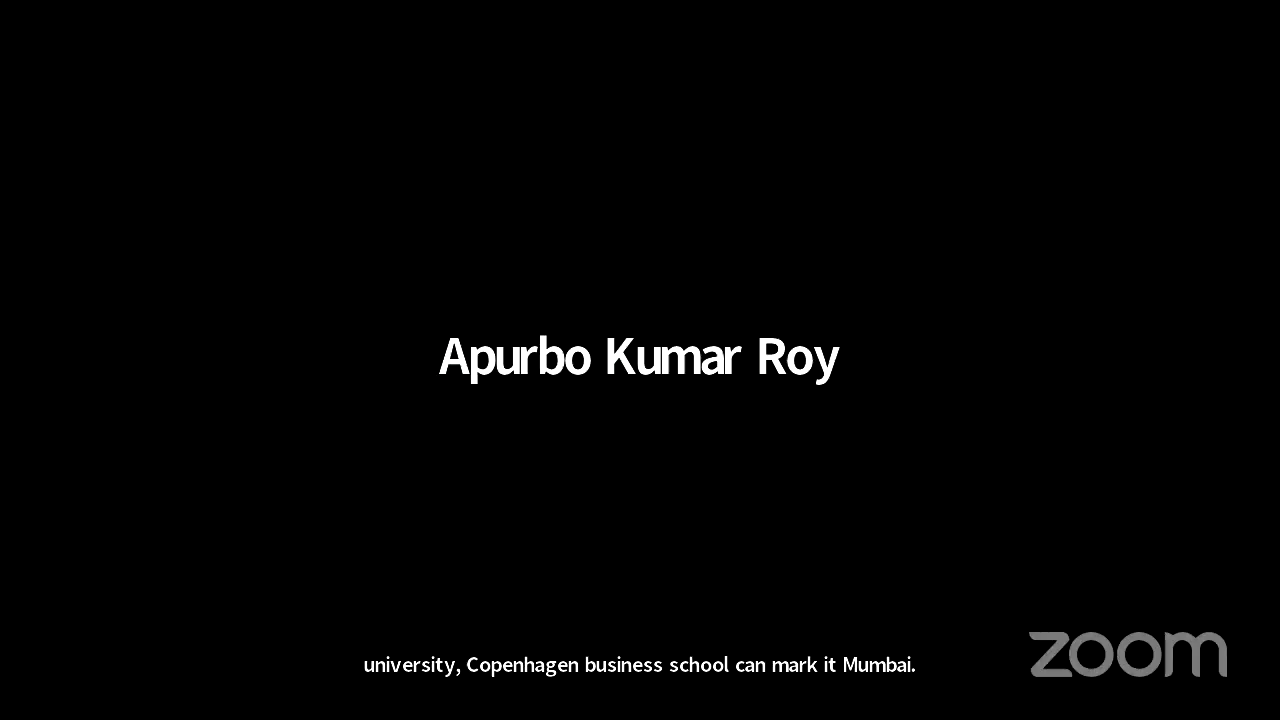 Apurbo Kumar Roy
university, Copenhagen business school can mark it Mumbai.
zoom